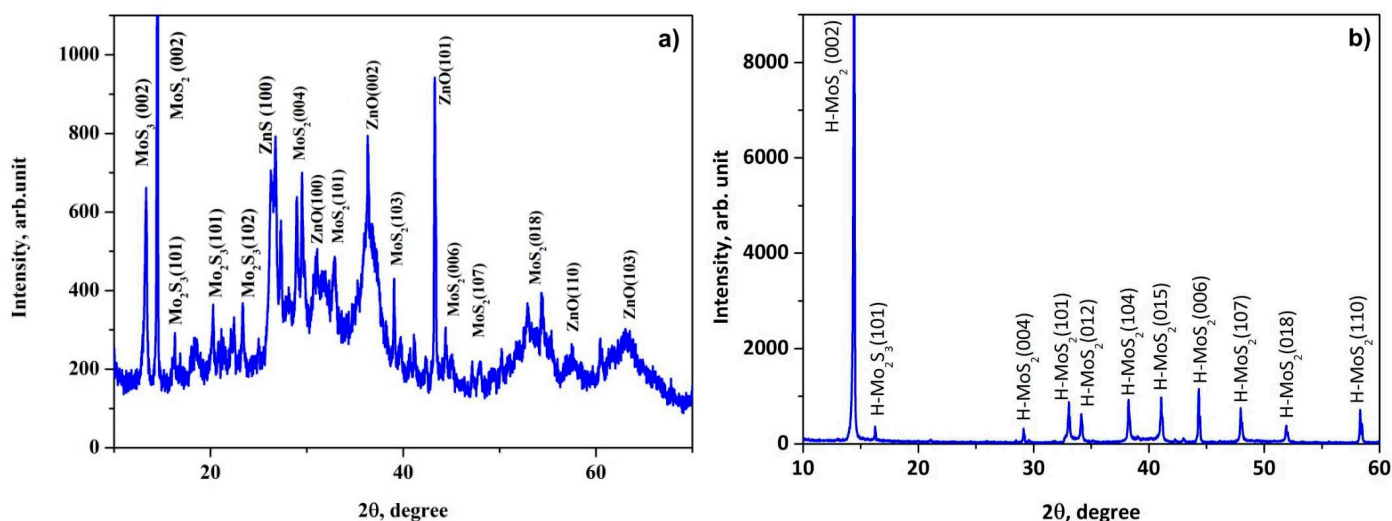 a)
1000
800
600
400
200
0
20
40
60
Intensity, arb.unit
2θ, degree
MoS₃ (002)
MoS₂ (002)
Mo₂S₃(101)
Mo₂S₃(101)
Mo₂S₃(102)
ZnS (100)
MoS₂(004)
ZnO(100)
MoS₂(101)
ZnO(002)
MoS₂(103)
ZnO(101)
MoS₂(006)
MoS₂(107)
MoS₂(018)
ZnO(110)
ZnO(103)
b)
8000
6000
4000
2000
0
10
20
30
40
50
60
Intensity, arb. unit
2θ, degree
H-MoS₂ (002)
H-Mo₂S₃(101)
H-MoS₂(004)
H-MoS₂(101)
H-MoS₂(012)
H-MoS₂(104)
H-MoS₂(015)
H-MoS₂(006)
H-MoS₂(107)
H-MoS₂(018)
H-MoS₂(110)